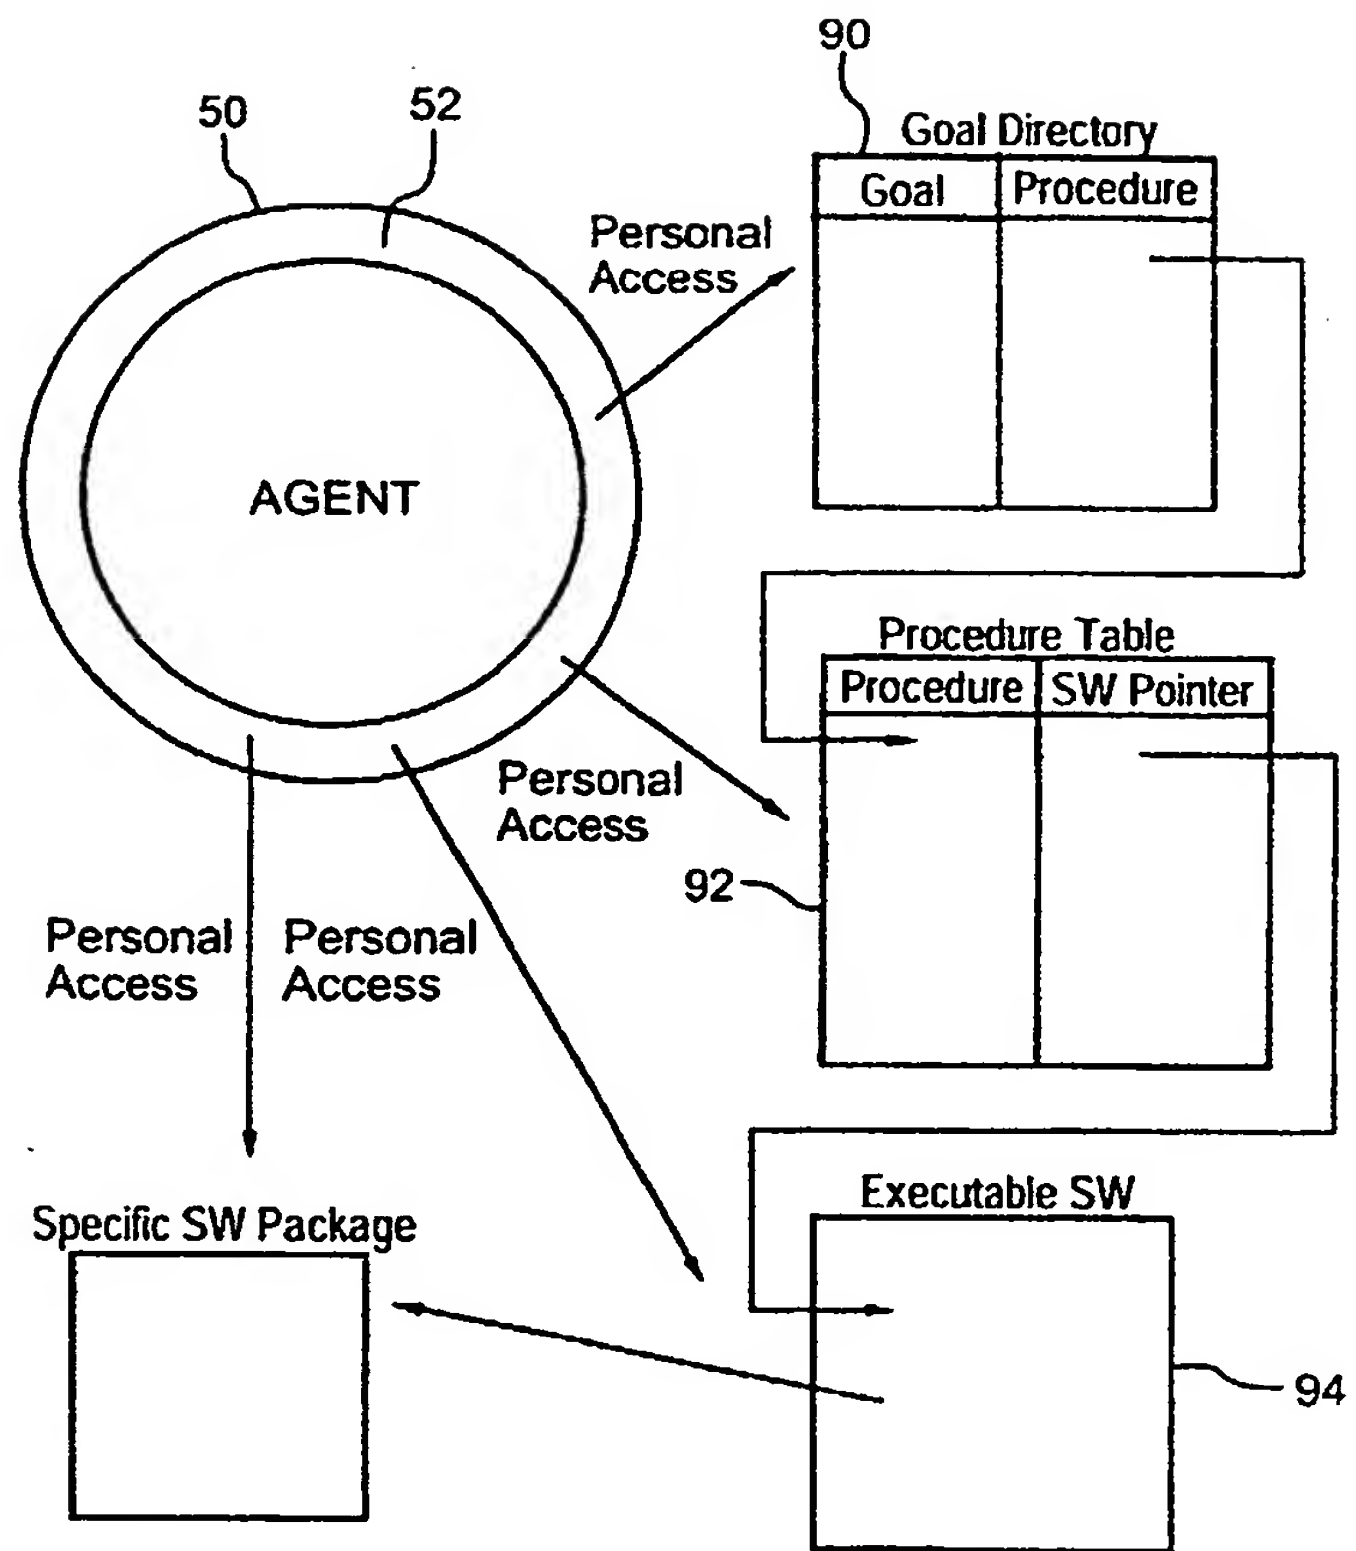 90
50
52
Goal Directory
Goal
Procedure
Personal
Access
AGENT
Procedure Table
Procedure
SW Pointer
Personal
Access
92
Personal
Access
Personal
Access
Executable SW
Specific SW Package
94